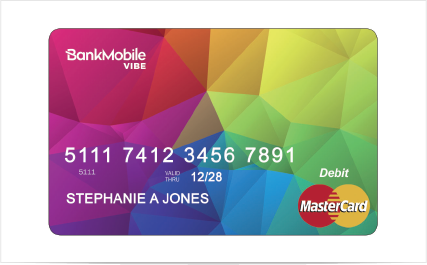 BankMobile
VIBE
5111 7412 3456 7891
5111
VALID
THRU
12/28
Debit
STEPHANIE A JONES
MasterCard